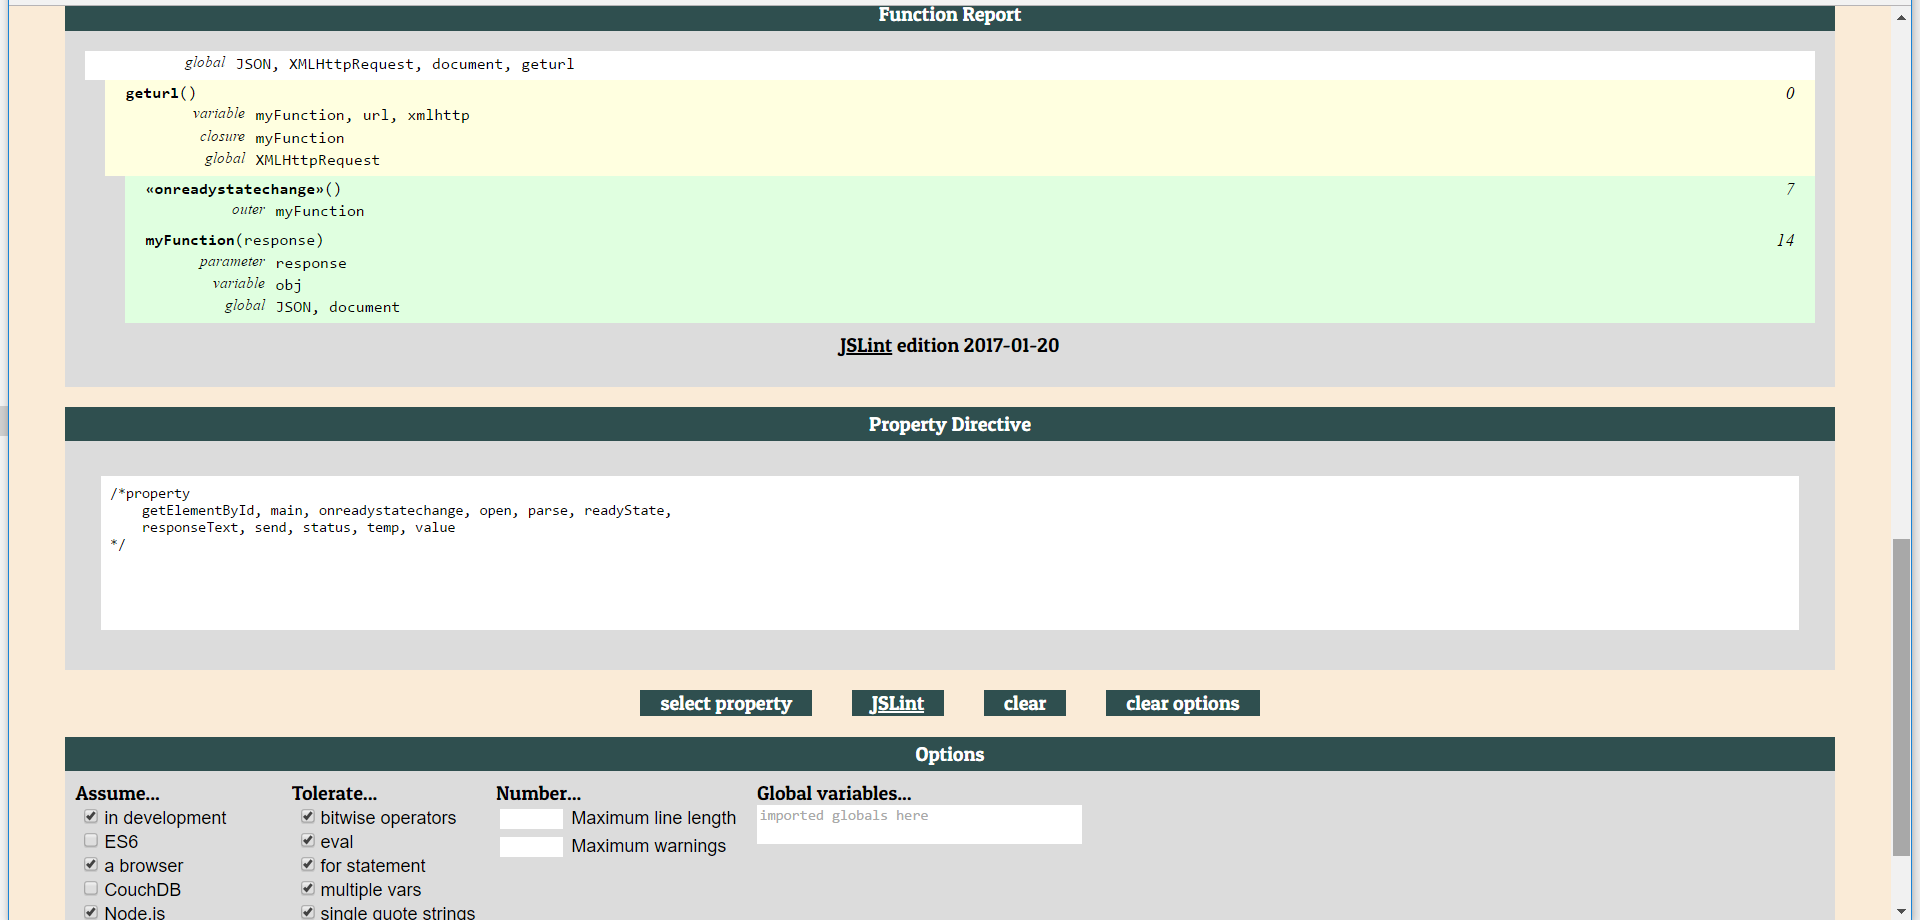 Function Report
global JSON, XMLHttpRequest, document, geturl
geturl() 0
variable myFunction, url, xmlhttp
closure myFunction
global XMLHttpRequest
«onreadystatechange»() 7
outer myFunction
myFunction(response) 14
parameter response
variable obj
global JSON, document
JSLint edition 2017-01-20
Property Directive
/*property
getElementById, main, onreadystatechange, open, parse, readyState,
responseText, send, status, temp, value
*/
select property JSLint clear clear options
Options
Assume... Tolerate... Number... Global variables...
in development bitwise operators Maximum line length imported globals here
ES6 eval Maximum warnings
a browser for statement
CouchDB multiple vars
Node.js single quote strings